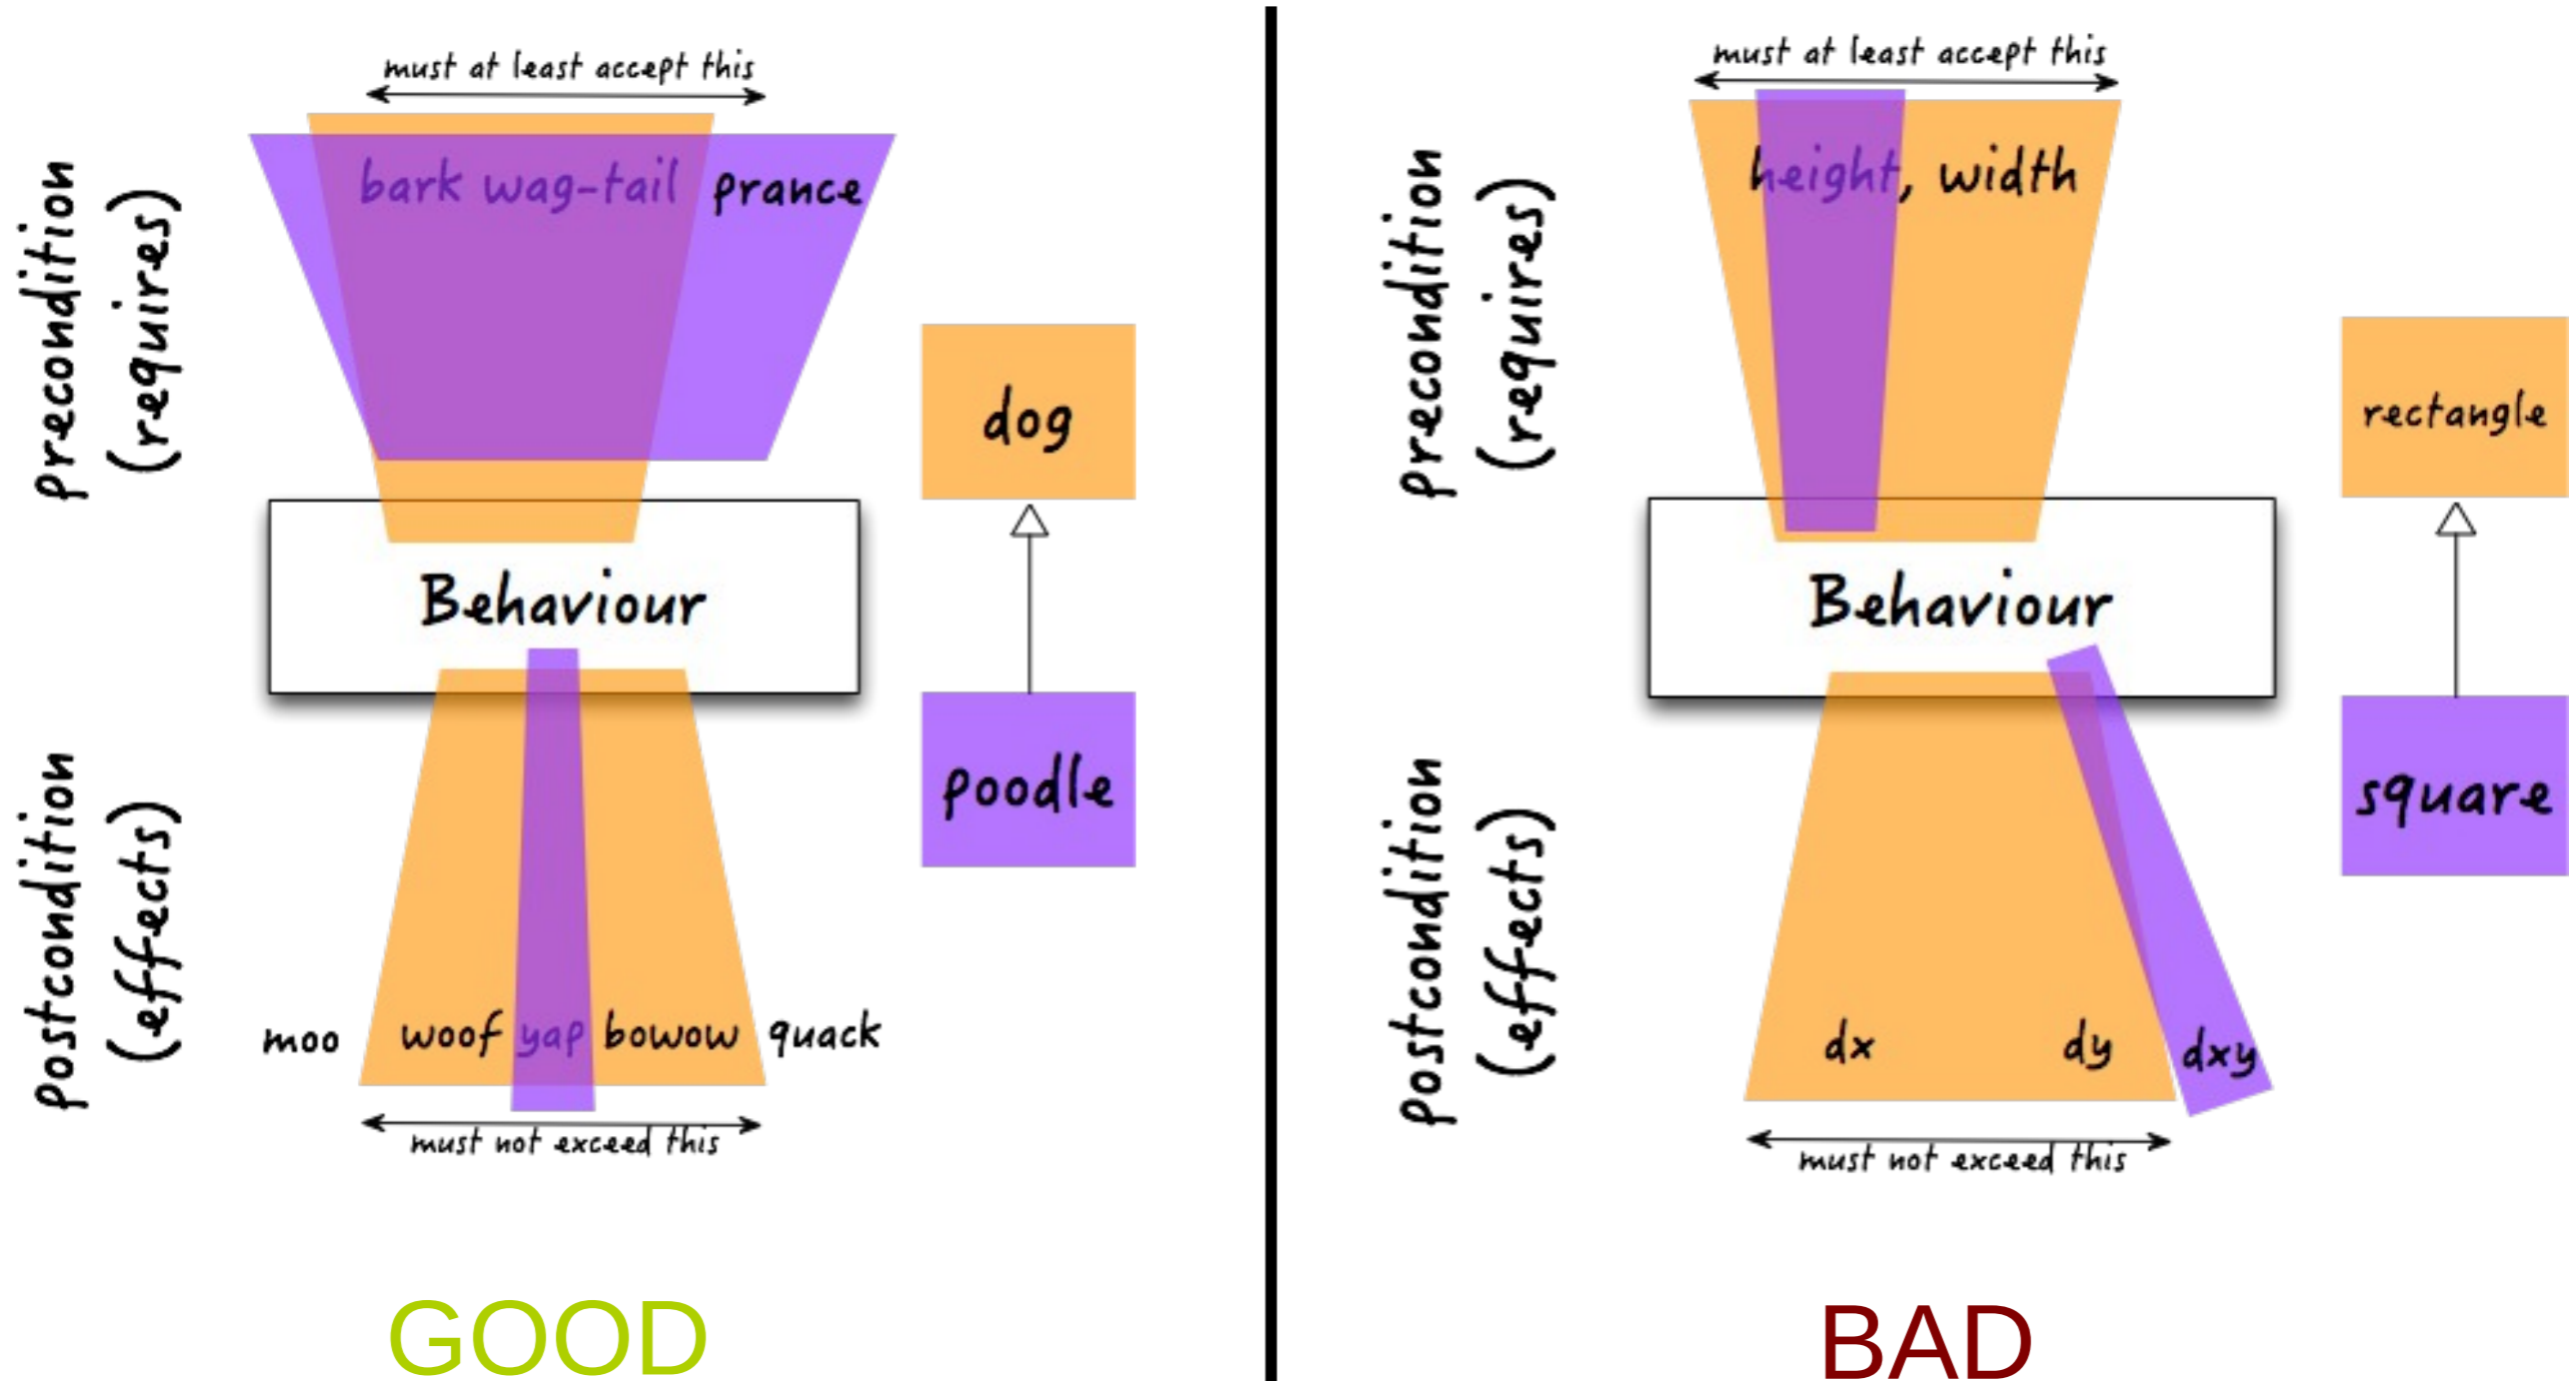 must at least accept this
bark wag-tail prance
precondition
(requires)
dog
Behaviour
poodle
postcondition
(effects)
moo woof yap bowow quack
must not exceed this
GOOD
must at least accept this
height, width
precondition
(requires)
rectangle
Behaviour
square
postcondition
(effects)
dx dy dxy
must not exceed this
BAD